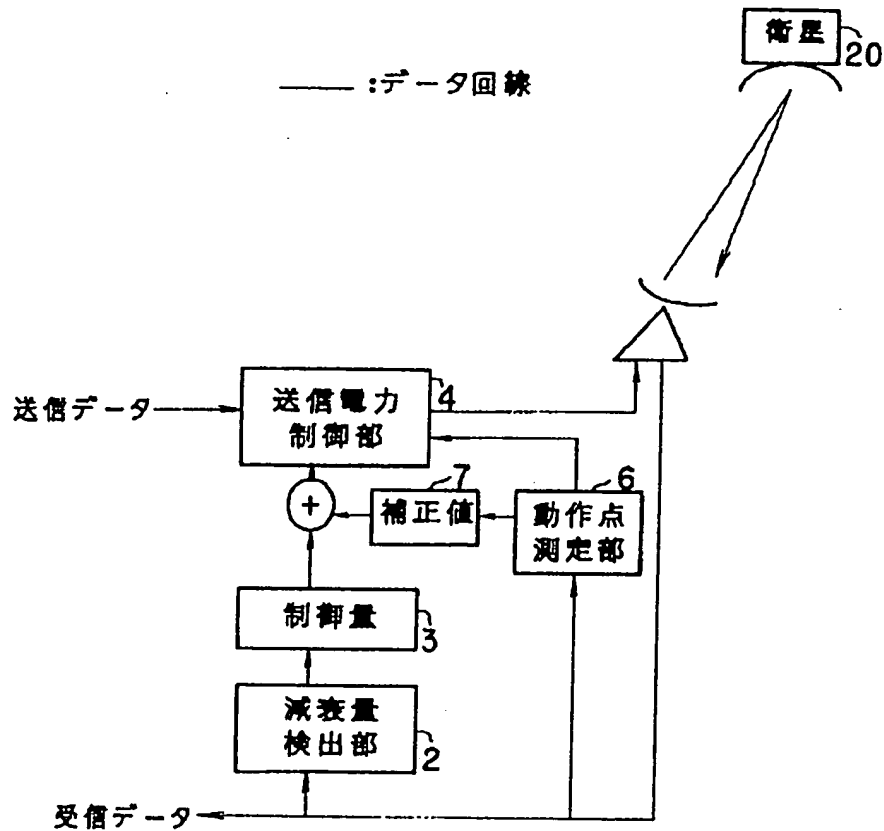 衛星
20
:データ回線
送信データ
送信電力
制御部
4
+
7
補正値
6
動作点
測定部
制御量
3
減衰量
検出部
2
受信データ